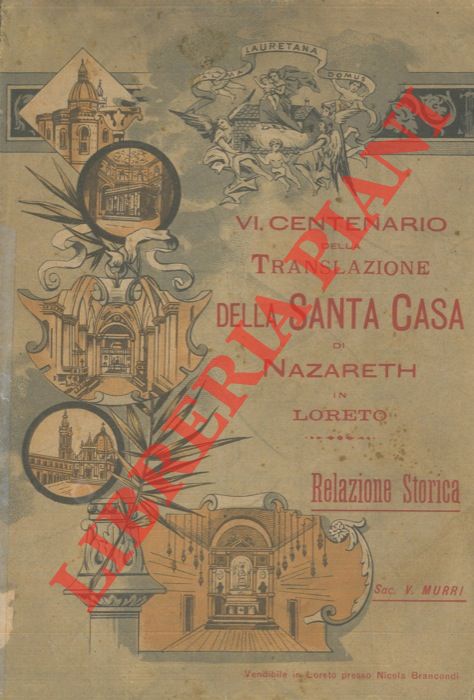 LAURETANA
ALMA DOMUS
VI. CENTENARIO
DELLA
TRANSLAZIONE
DELLA SANTA CASA
DI
NAZARETH
IN
LORETO
Relazione Storica
Sac. V. MURRI
Vendibile in Loreto presso Nicola Brancondi
LIBRERIA PIANI